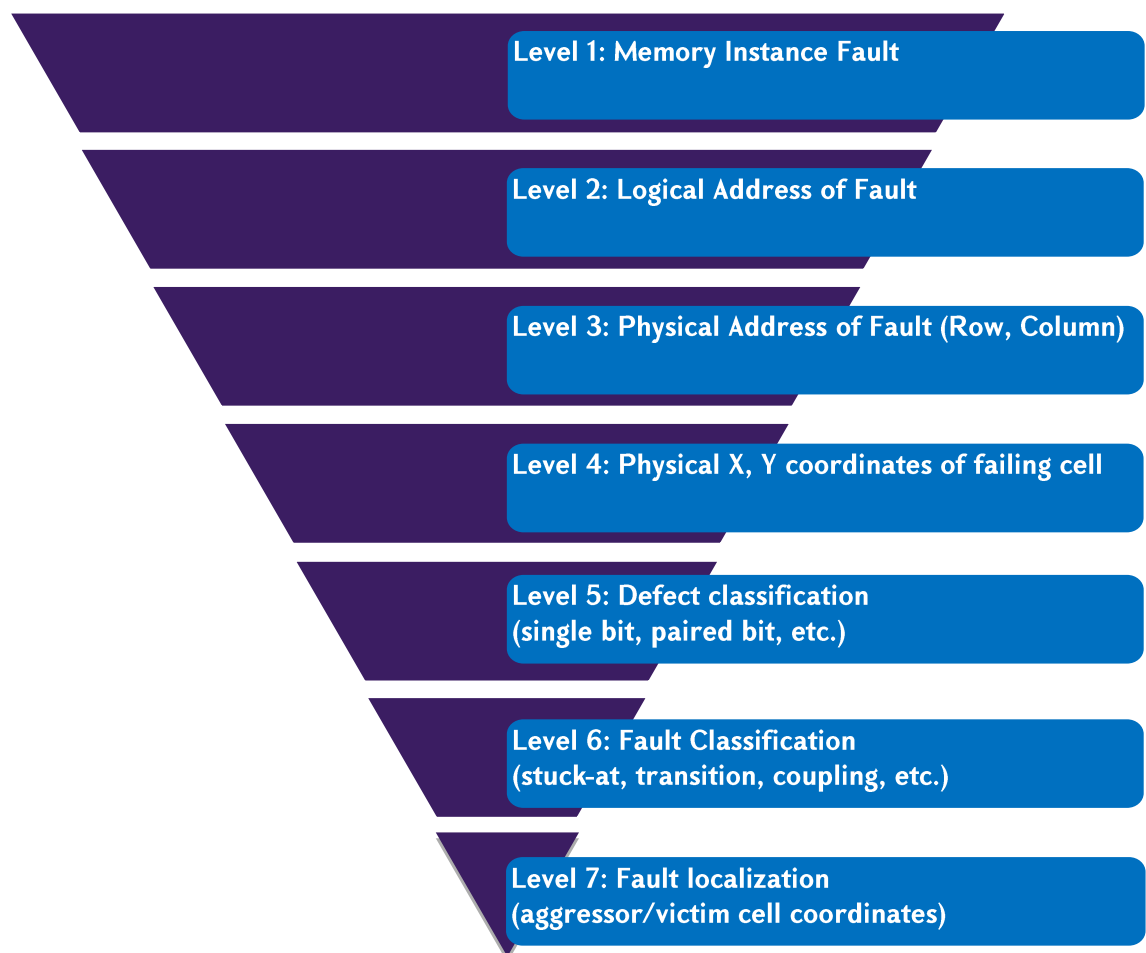 Level 1: Memory Instance Fault
Level 2: Logical Address of Fault
Level 3: Physical Address of Fault (Row, Column)
Level 4: Physical X, Y coordinates of failing cell
Level 5: Defect classification
(single bit, paired bit, etc.)
Level 6: Fault Classification
(stuck-at, transition, coupling, etc.)
Level 7: Fault localization
(aggressor/victim cell coordinates)